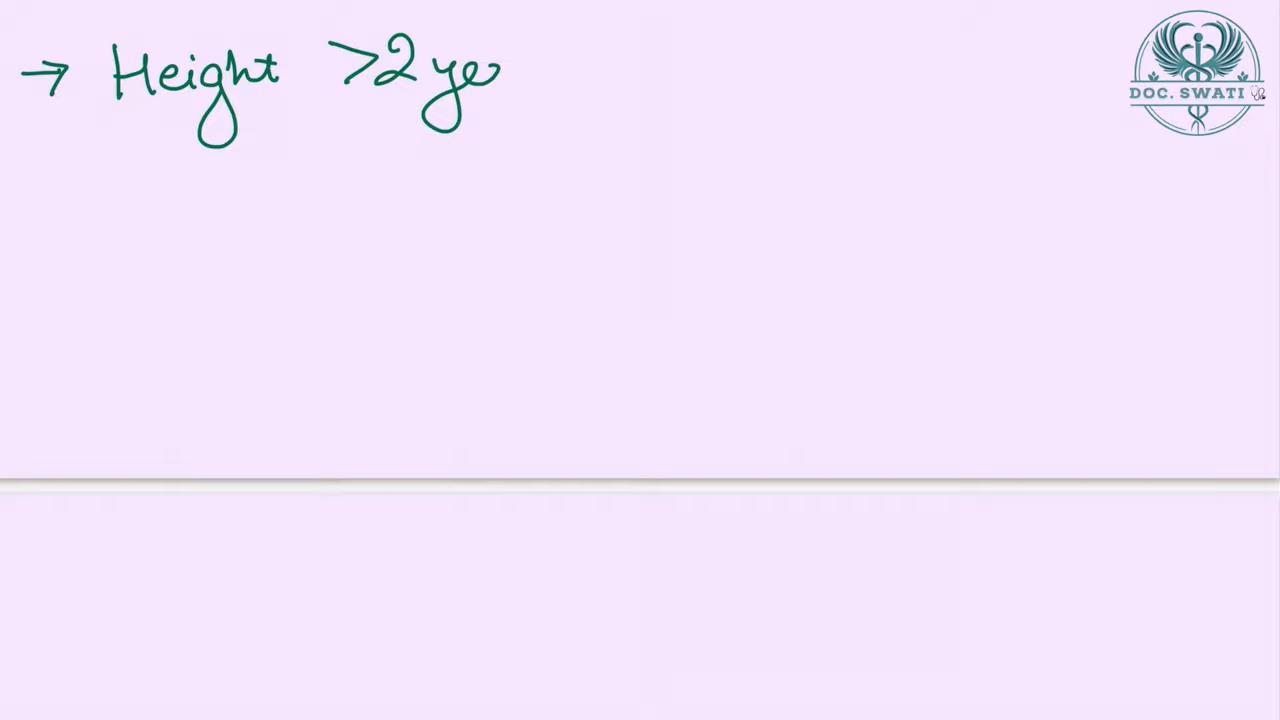 → Height >2 ye
DOC. SWATI